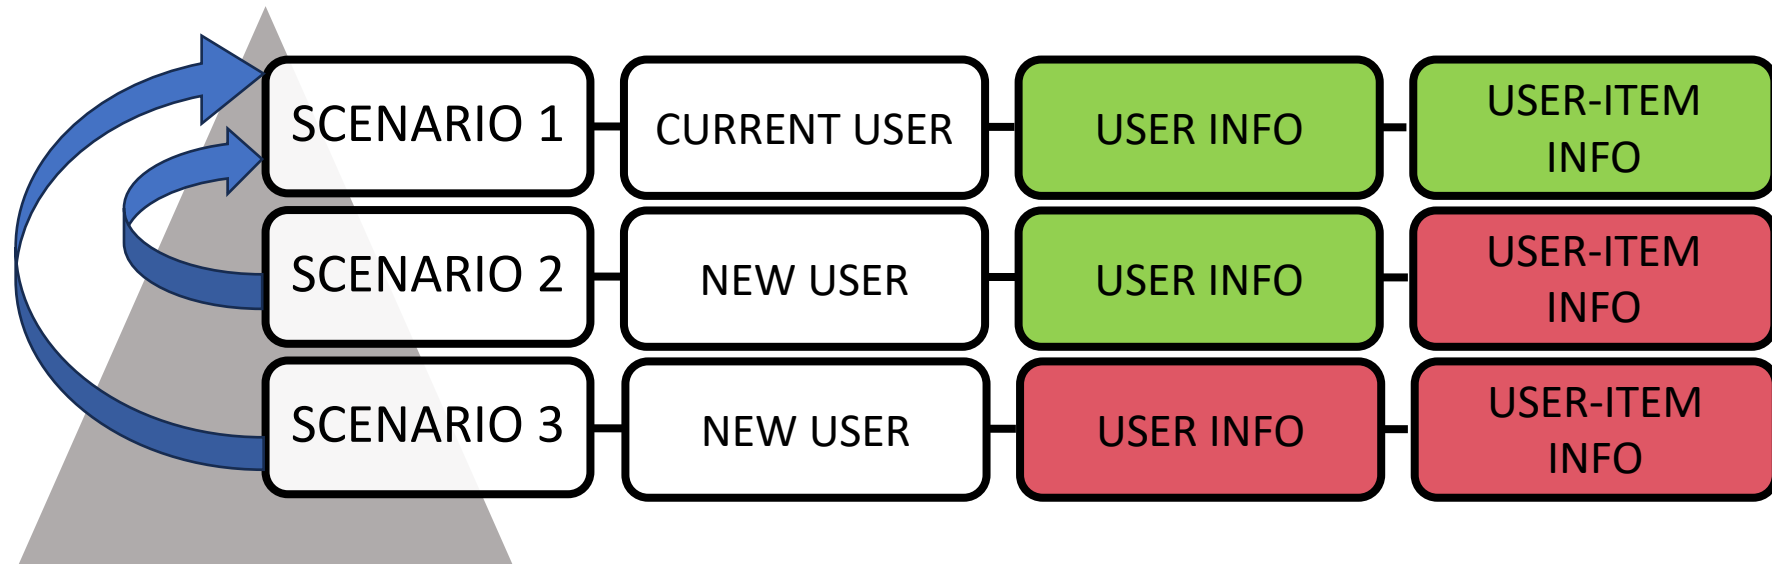 SCENARIO 1
CURRENT USER
USER INFO
USER-ITEM
INFO
SCENARIO 2
NEW USER
USER INFO
USER-ITEM
INFO
SCENARIO 3
NEW USER
USER INFO
USER-ITEM
INFO